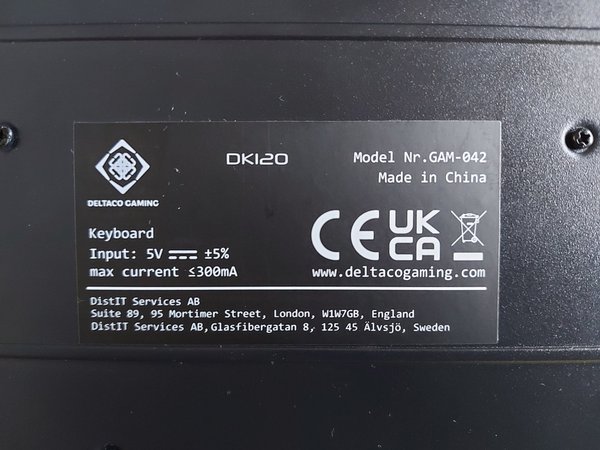 DELTACO GAMING
DK120
Model Nr.GAM-042
Made in China
Keyboard
Input: 5V ⎓ ±5%
max current ≤300mA
CE UK CA
www.deltacogaming.com
DistIT Services AB
Suite 89, 95 Mortimer Street, London, W1W7GB, England
DistIT Services AB,Glasfibergatan 8, 125 45 Älvsjö, Sweden